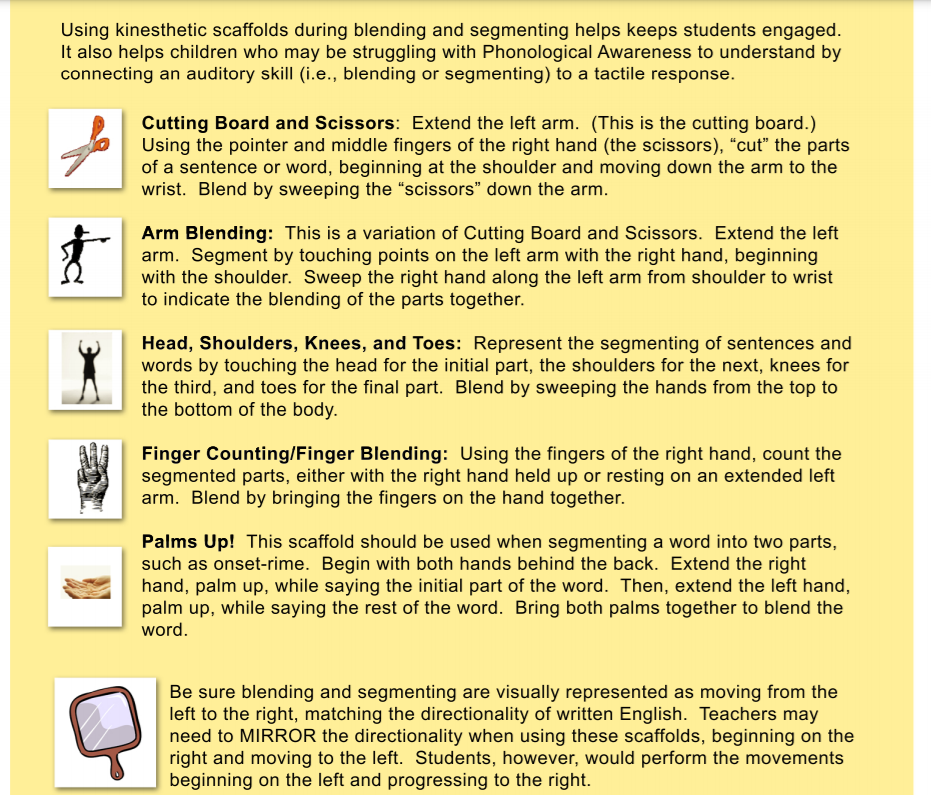 Using kinesthetic scaffolds during blending and segmenting helps keeps students engaged.
It also helps children who may be struggling with Phonological Awareness to understand by
connecting an auditory skill (i.e., blending or segmenting) to a tactile response.
Cutting Board and Scissors:  Extend the left arm.  (This is the cutting board.)
Using the pointer and middle fingers of the right hand (the scissors), “cut” the parts
of a sentence or word, beginning at the shoulder and moving down the arm to the
wrist.  Blend by sweeping the “scissors” down the arm.
Arm Blending:  This is a variation of Cutting Board and Scissors.  Extend the left
arm.  Segment by touching points on the left arm with the right hand, beginning
with the shoulder.  Sweep the right hand along the left arm from shoulder to wrist
to indicate the blending of the parts together.
Head, Shoulders, Knees, and Toes:  Represent the segmenting of sentences and
words by touching the head for the initial part, the shoulders for the next, knees for
the third, and toes for the final part.  Blend by sweeping the hands from the top to
the bottom of the body.
Finger Counting/Finger Blending:  Using the fingers of the right hand, count the
segmented parts, either with the right hand held up or resting on an extended left
arm.  Blend by bringing the fingers on the hand together.
Palms Up!  This scaffold should be used when segmenting a word into two parts,
such as onset-rime.  Begin with both hands behind the back.  Extend the right
hand, palm up, while saying the initial part of the word.  Then, extend the left hand,
palm up, while saying the rest of the word.  Bring both palms together to blend the
word.
Be sure blending and segmenting are visually represented as moving from the
left to the right, matching the directionality of written English.  Teachers may
need to MIRROR the directionality when using these scaffolds, beginning on the
right and moving to the left.  Students, however, would perform the movements
beginning on the left and progressing to the right.